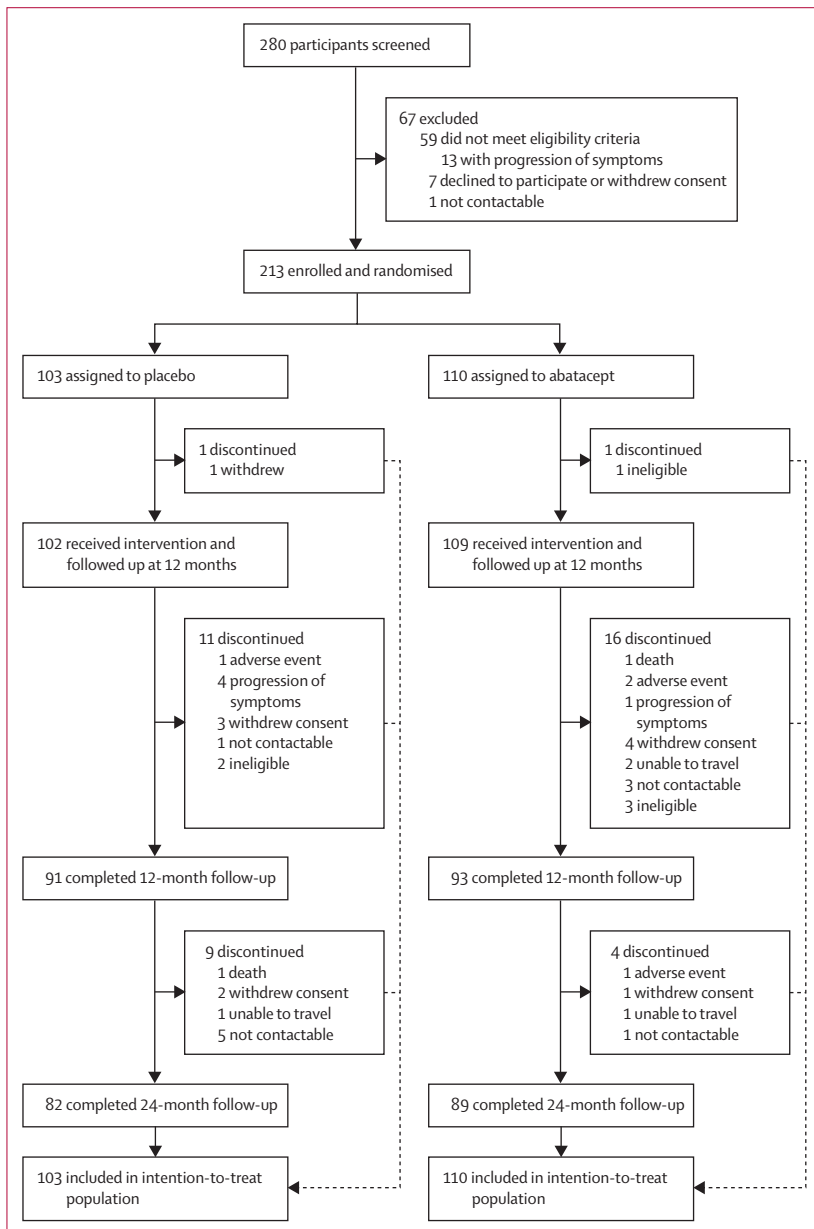 280 participants screened
67 excluded
59 did not meet eligibility criteria
13 with progression of symptoms
7 declined to participate or withdrew consent
1 not contactable
213 enrolled and randomised
103 assigned to placebo
110 assigned to abatacept
1 discontinued
1 withdrew
1 discontinued
1 ineligible
102 received intervention and
followed up at 12 months
109 received intervention and
followed up at 12 months
11 discontinued
1 adverse event
4 progression of
symptoms
3 withdrew consent
1 not contactable
2 ineligible
16 discontinued
1 death
2 adverse event
1 progression of
symptoms
4 withdrew consent
2 unable to travel
3 not contactable
3 ineligible
91 completed 12-month follow-up
93 completed 12-month follow-up
9 discontinued
1 death
2 withdrew consent
1 unable to travel
5 not contactable
4 discontinued
1 adverse event
1 withdrew consent
1 unable to travel
1 not contactable
82 completed 24-month follow-up
89 completed 24-month follow-up
103 included in intention-to-treat
population
110 included in intention-to-treat
population